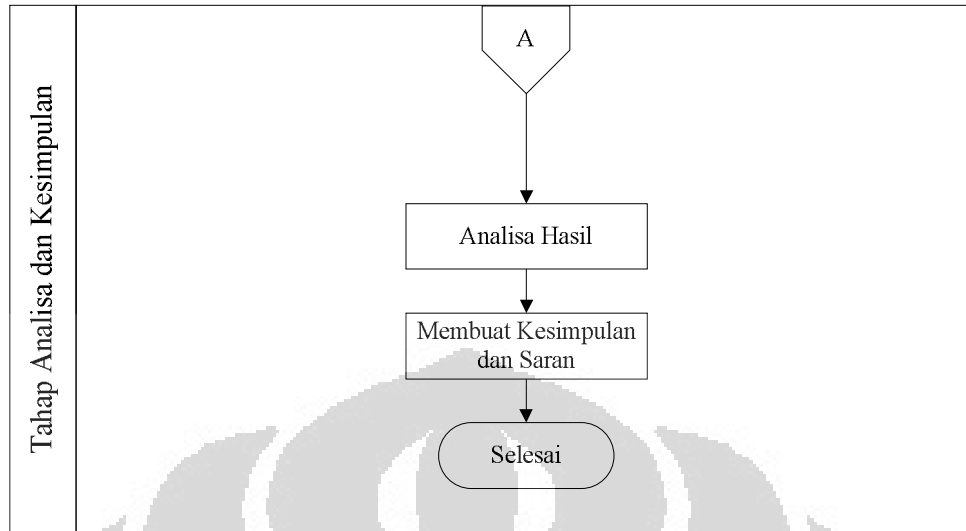 Tahap Analisa dan Kesimpulan
A
Analisa Hasil
Membuat Kesimpulan
dan Saran
Selesai